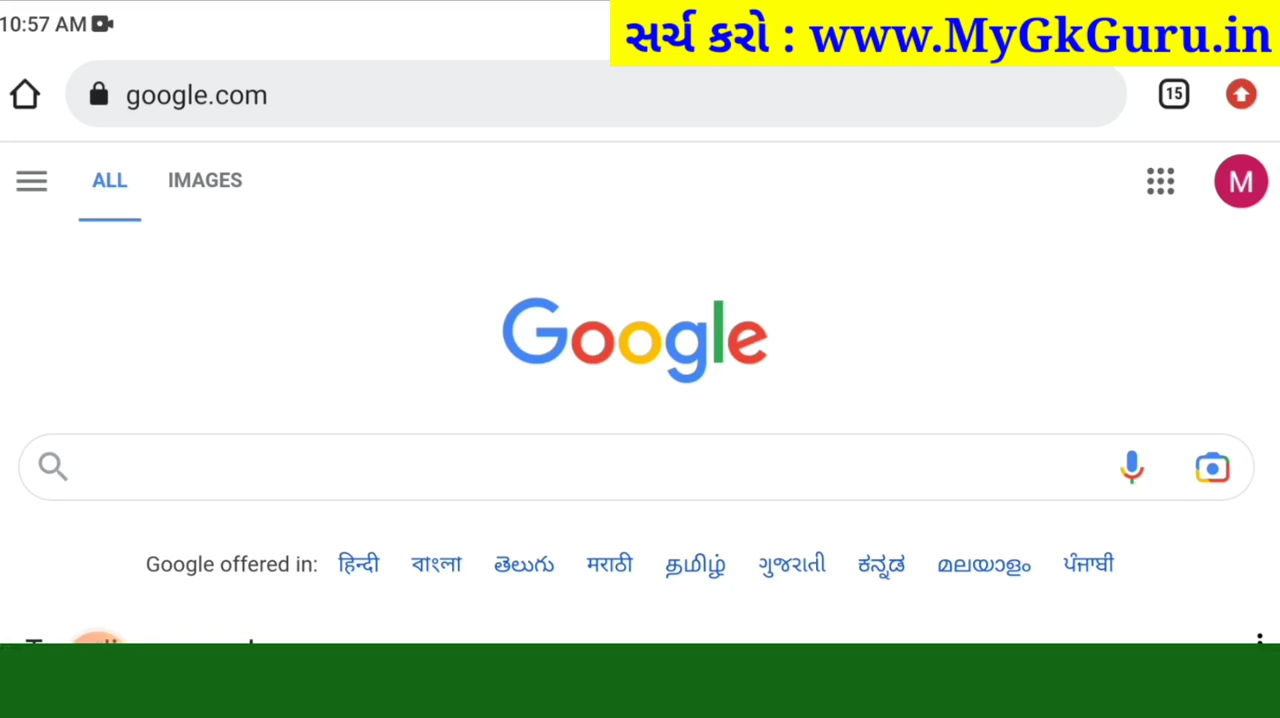 10:57 AM
સર્ચ કરો : www.MyGkGuru.in
google.com
15
ALL IMAGES
M
Google
Google offered in: हिन्दी বাংলা తెలుగు मराठी தமிழ் ગુજરાતી ಕನ್ನಡ മലയാളം ਪੰਜਾਬੀ